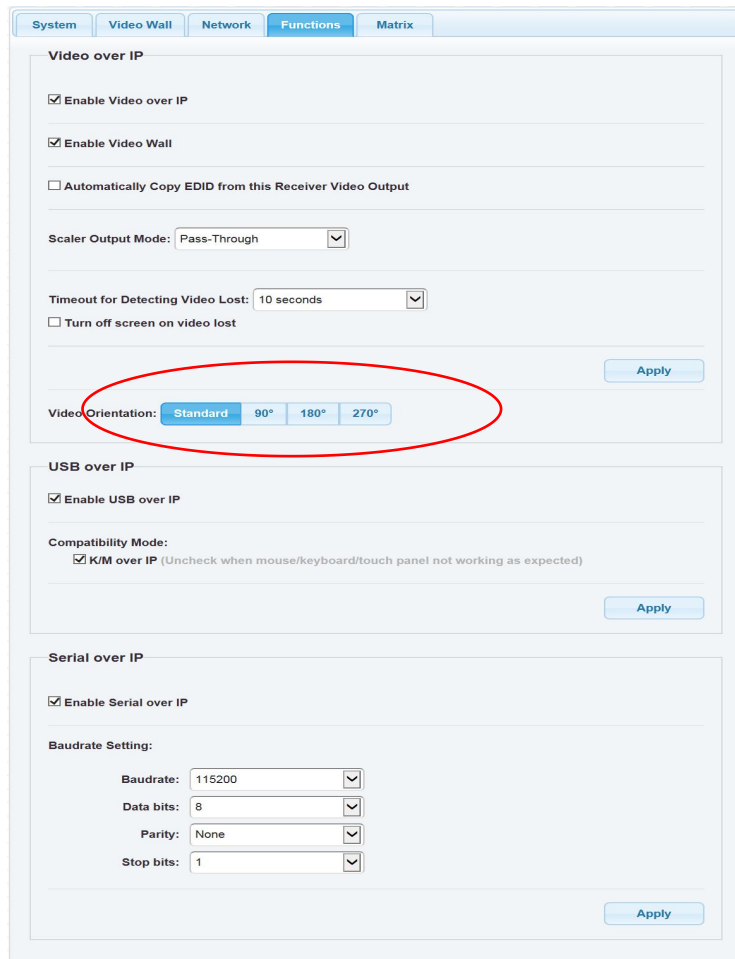 System Video Wall Network Functions Matrix
Video over IP
Enable Video over IP
Enable Video Wall
Automatically Copy EDID from this Receiver Video Output
Scaler Output Mode: Pass-Through
Timeout for Detecting Video Lost: 10 seconds
Turn off screen on video lost
Apply
Video Orientation: Standard 90° 180° 270°
USB over IP
Enable USB over IP
Compatibility Mode:
K/M over IP (Uncheck when mouse/keyboard/touch panel not working as expected)
Apply
Serial over IP
Enable Serial over IP
Baudrate Setting:
Baudrate: 115200
Data bits: 8
Parity: None
Stop bits: 1
Apply